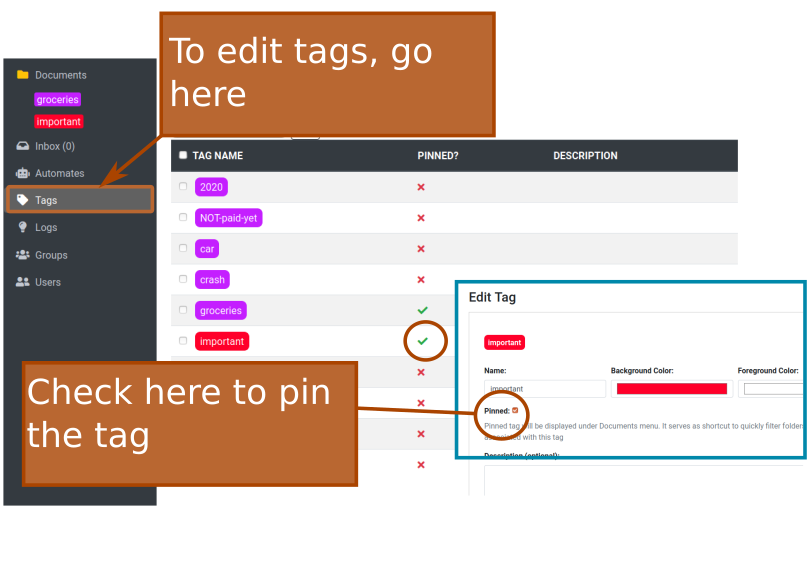 To edit tags, go
here
Documents
groceries
important
Inbox (0)
Automates
Tags
Logs
Groups
Users
TAG NAME PINNED? DESCRIPTION
2020
NOT-paid-yet
car
crash
groceries
important
Check here to pin
the tag
Edit Tag
important
Name: Background Color: Foreground Color:
important
Pinned:
Pinned tag will be displayed under Documents menu. It serves as shortcut to quickly filter folder
associated with this tag
Description (optional):